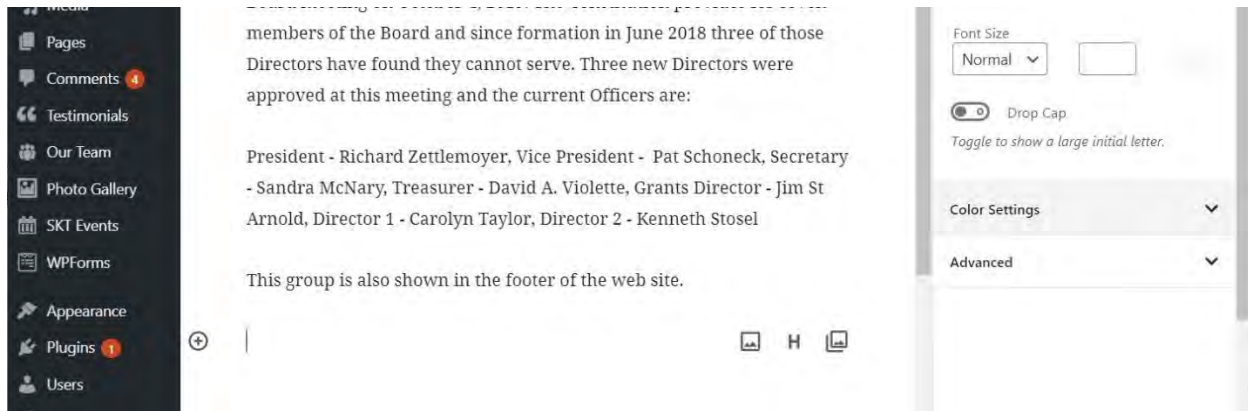 Media
Pages
Comments 4
Testimonials
Our Team
Photo Gallery
SKT Events
WPForms
Appearance
Plugins 1
Users
members of the Board and since formation in June 2018 three of those
Directors have found they cannot serve. Three new Directors were
approved at this meeting and the current Officers are:
President - Richard Zettlemoyer, Vice President - Pat Schoneck, Secretary
- Sandra McNary, Treasurer - David A. Violette, Grants Director - Jim St
Arnold, Director 1 - Carolyn Taylor, Director 2 - Kenneth Stosel
This group is also shown in the footer of the web site.
H
Font Size
Normal
Drop Cap
Toggle to show a large initial letter.
Color Settings
Advanced